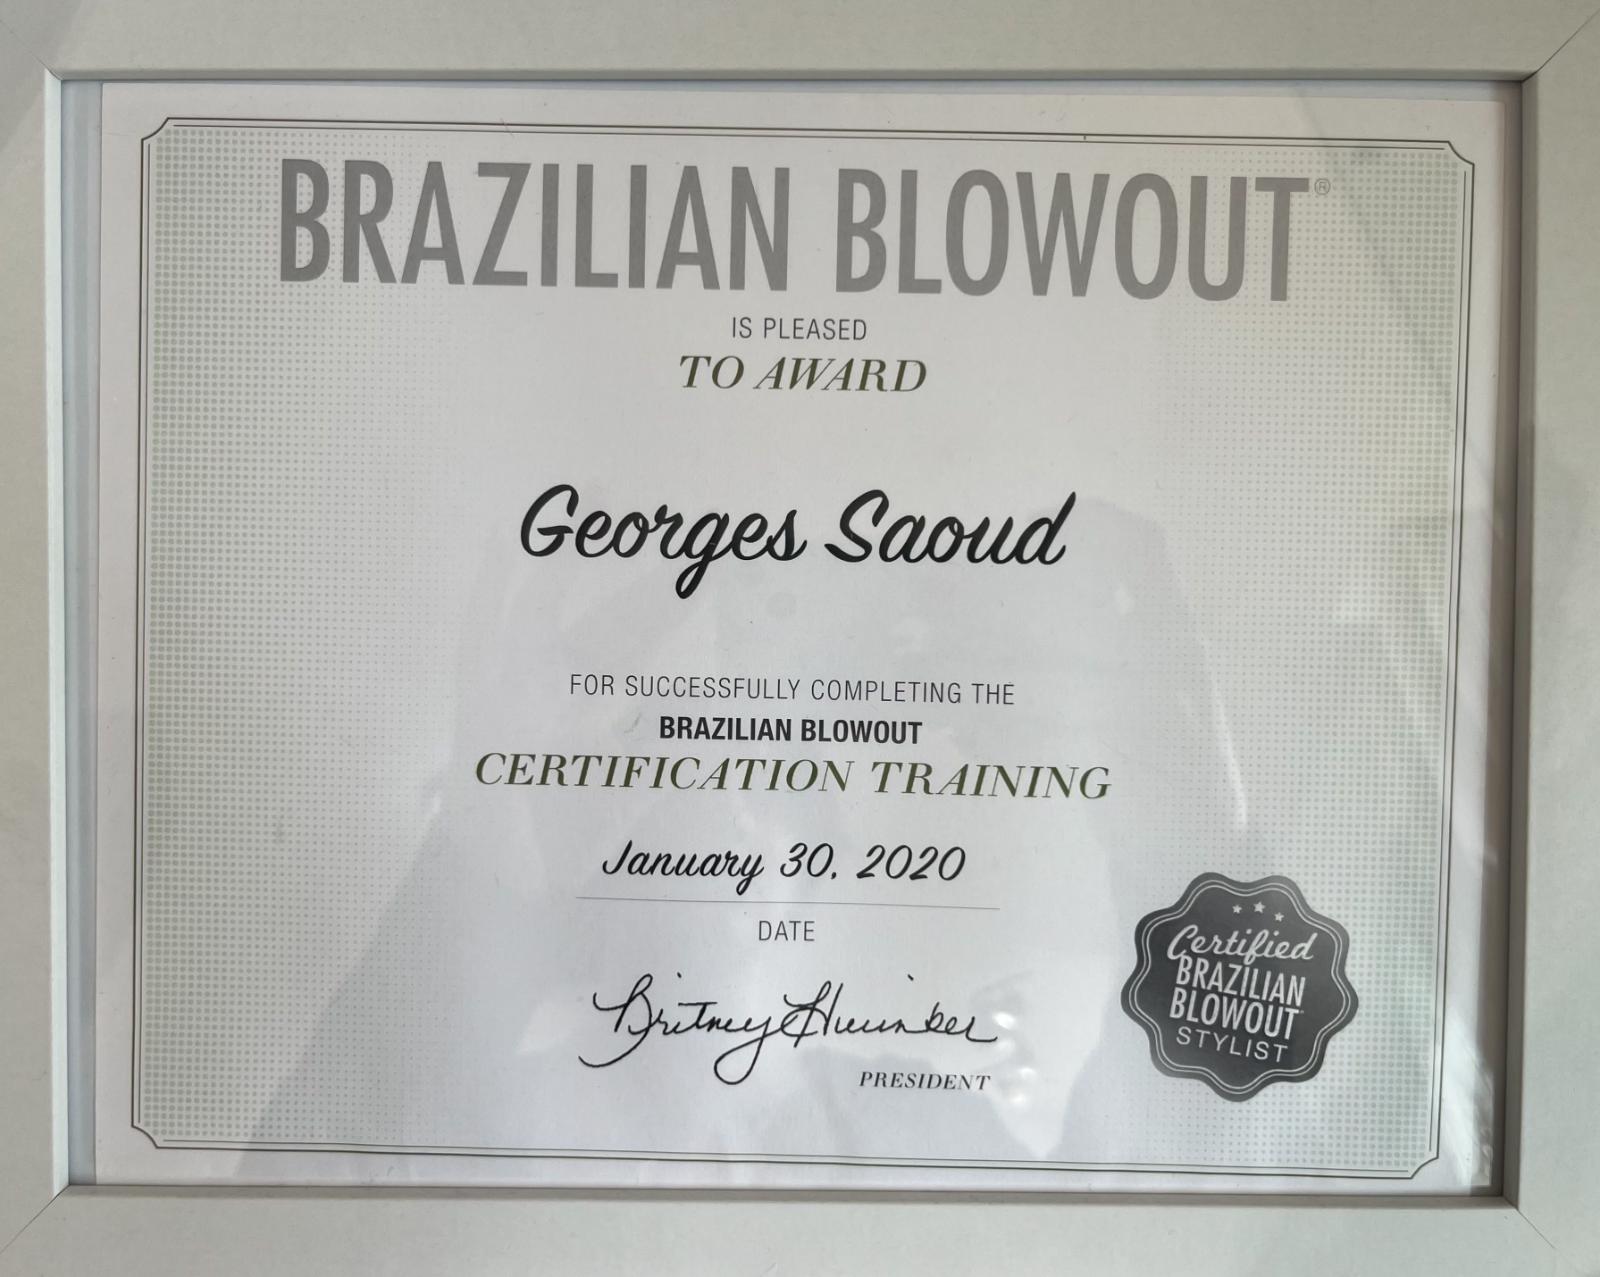 BRAZILIAN BLOWOUT®
IS PLEASED
TO AWARD
Georges Saoud
FOR SUCCESSFULLY COMPLETING THE
BRAZILIAN BLOWOUT
CERTIFICATION TRAINING
January 30, 2020
DATE
Britney
PRESIDENT
Certified
BRAZILIAN
BLOWOUT
STYLIST